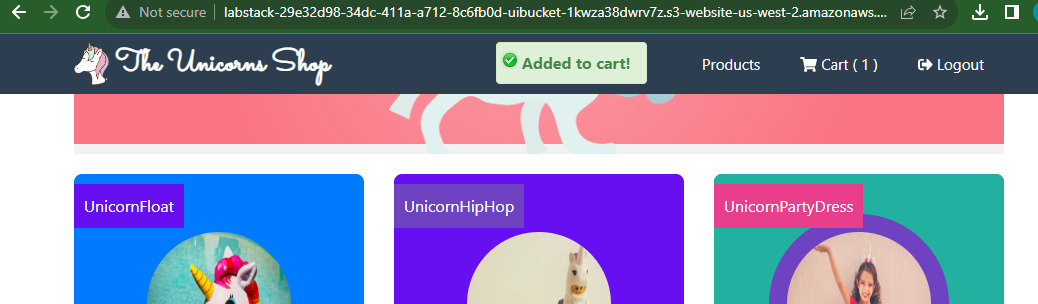 Not secure labstack-29e32d98-34dc-411a-a712-8c6fb0d-uibucket-1kwza38dwrv7z.s3-website-us-west-2.amazonaws....
The Unicorns Shop Added to cart! Products Cart ( 1 ) Logout
UnicornFloat UnicornHipHop UnicornPartyDress